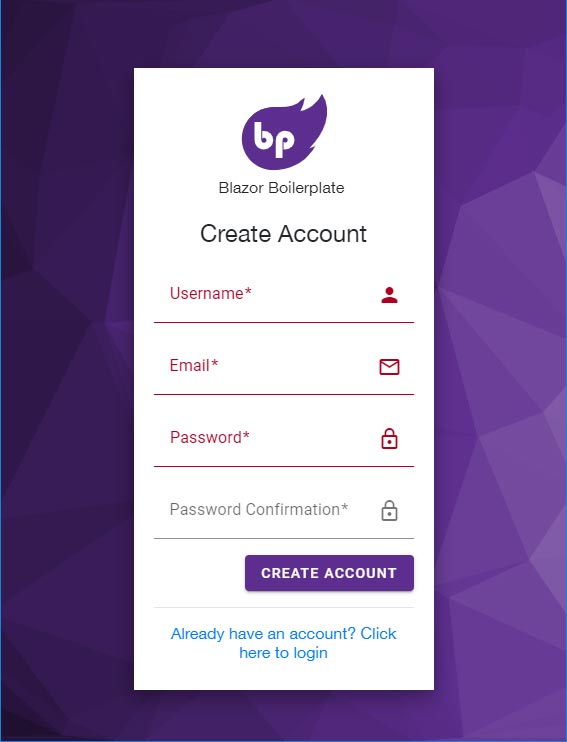 bp
Blazor Boilerplate
Create Account
Username*
Email*
Password*
Password Confirmation*
CREATE ACCOUNT
Already have an account? Click
here to login